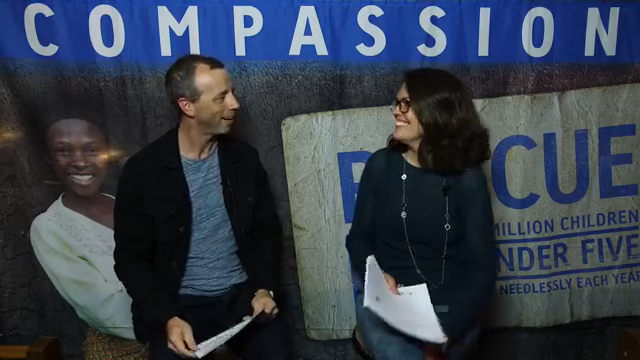 COMPASSION
CUE
MILLION CHILDREN
NDER FIVE
NEEDLESSLY EACH YEAR